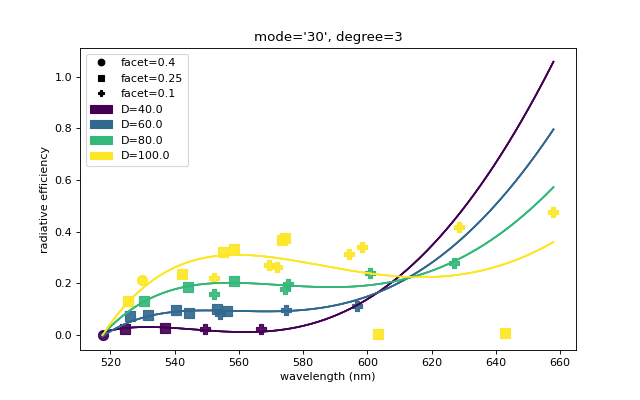 mode='30', degree=3
facet=0.4
facet=0.25
facet=0.1
D=40.0
D=60.0
D=80.0
D=100.0
radiative efficiency
1.0
0.8
0.6
0.4
0.2
0.0
520 540 560 580 600 620 640 660
wavelength (nm)